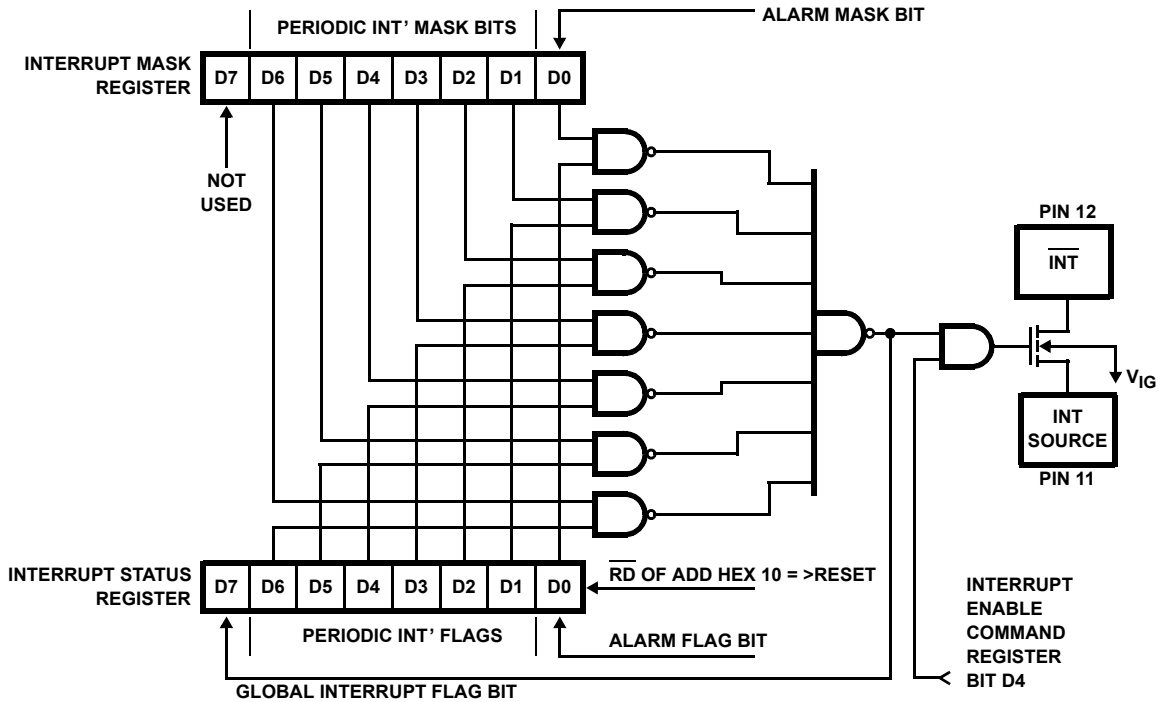 ALARM MASK BIT
PERIODIC INT’ MASK BITS
INTERRUPT MASK
REGISTER
D7 D6 D5 D4 D3 D2 D1 D0
NOT
USED
PIN 12
INT
V_IG
INT
SOURCE
PIN 11
INTERRUPT STATUS
REGISTER
D7 D6 D5 D4 D3 D2 D1 D0
RD OF ADD HEX 10 = >RESET
PERIODIC INT’ FLAGS
ALARM FLAG BIT
GLOBAL INTERRUPT FLAG BIT
INTERRUPT
ENABLE
COMMAND
REGISTER
BIT D4